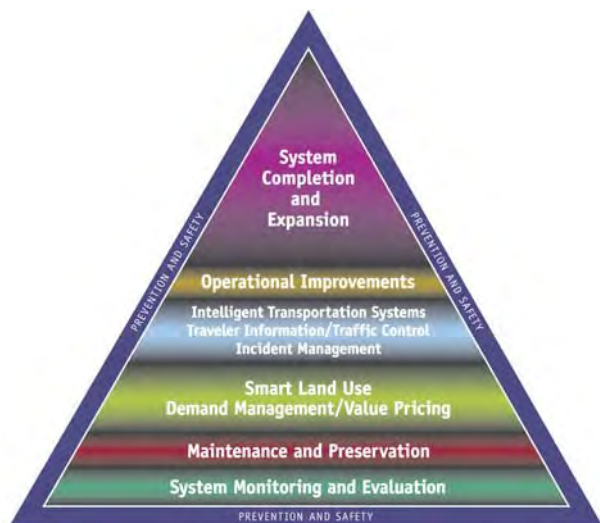 System
Completion
and
Expansion
PREVENTION AND SAFETY
PREVENTION AND SAFETY
Operational Improvements
Intelligent Transportation Systems
Traveler Information/Traffic Control
Incident Management
Smart Land Use
Demand Management/Value Pricing
Maintenance and Preservation
System Monitoring and Evaluation
PREVENTION AND SAFETY